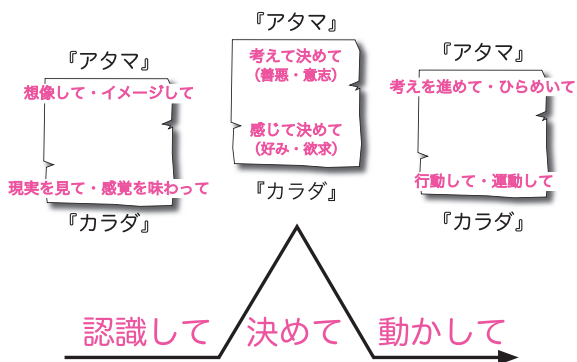 『アタマ』
想像して・イメージして
現実を見て・感覚を味わって
『カラダ』
『アタマ』
考えて決めて
（善悪・意志）
感じて決めて
（好み・欲求）
『カラダ』
『アタマ』
考えを進めて・ひらめいて
行動して・運動して
『カラダ』
認識して
決めて
動かして